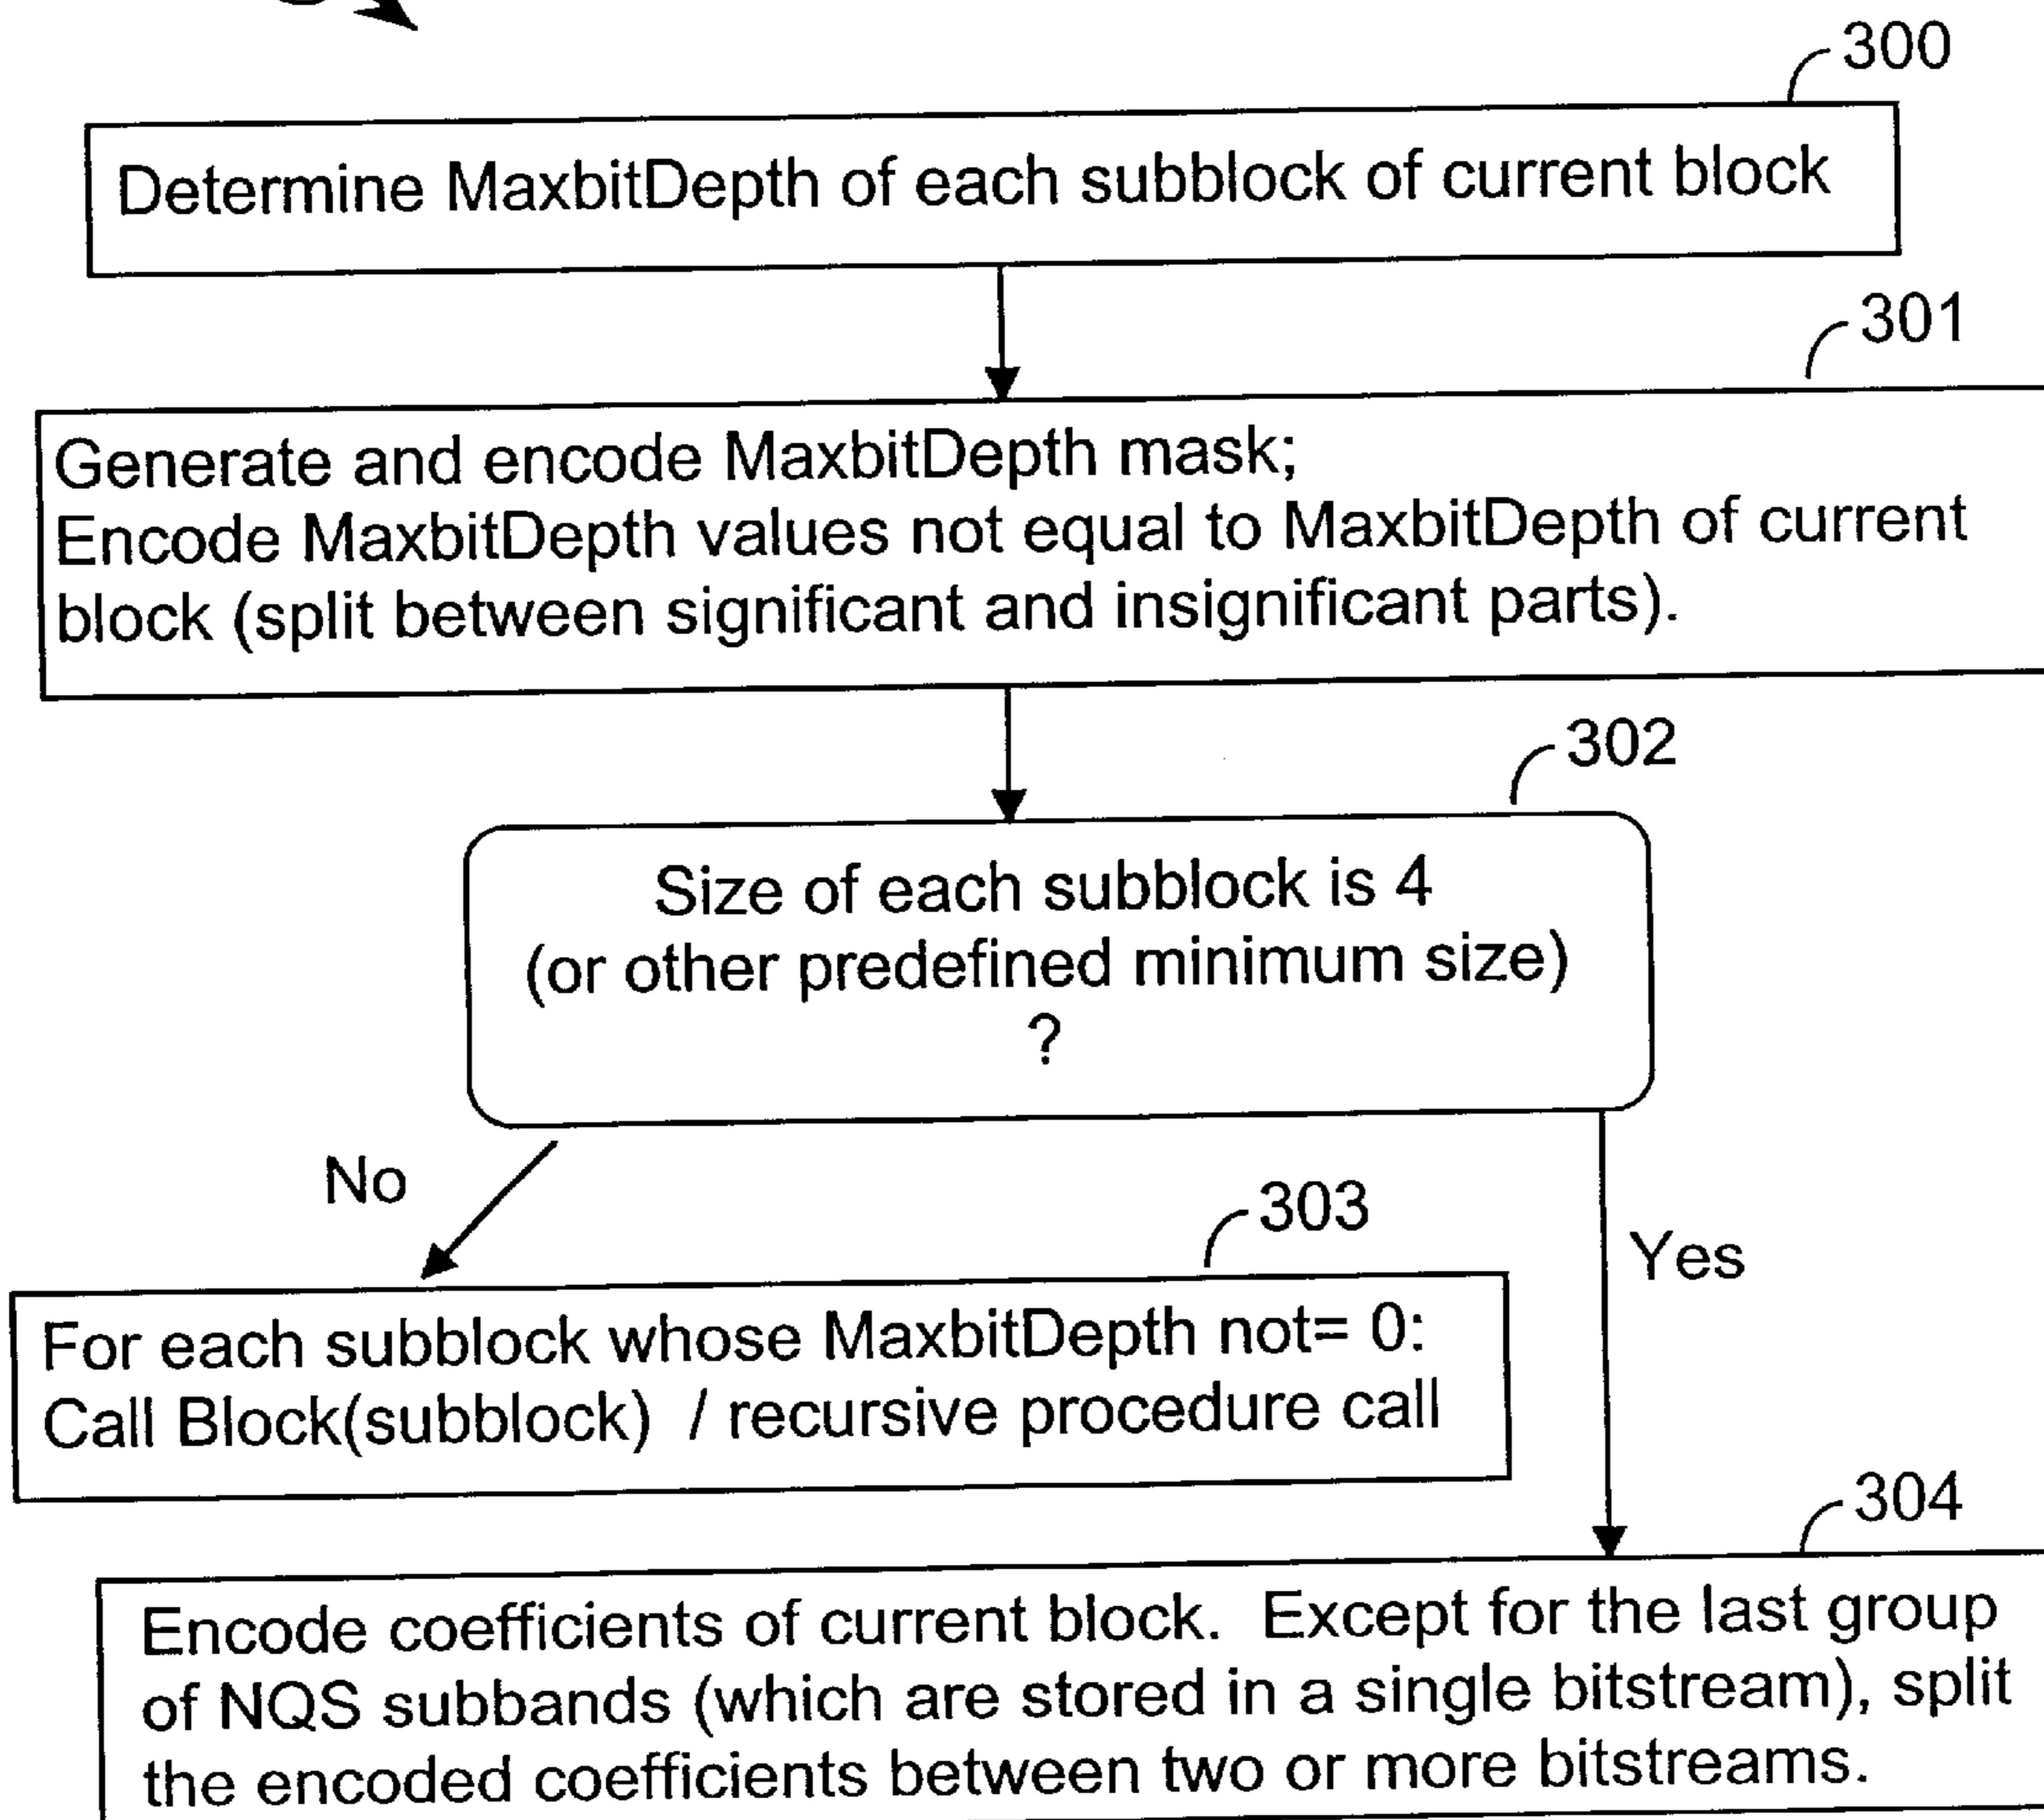 300
Determine MaxbitDepth of each subblock of current block
301
Generate and encode MaxbitDepth mask;
Encode MaxbitDepth values not equal to MaxbitDepth of current
block (split between significant and insignificant parts).
302
Size of each subblock is 4
(or other predefined minimum size)
?
No
303
Yes
For each subblock whose MaxbitDepth not= 0:
Call Block(subblock) / recursive procedure call
304
Encode coefficients of current block. Except for the last group
of NQS subbands (which are stored in a single bitstream), split
the encoded coefficients between two or more bitstreams.